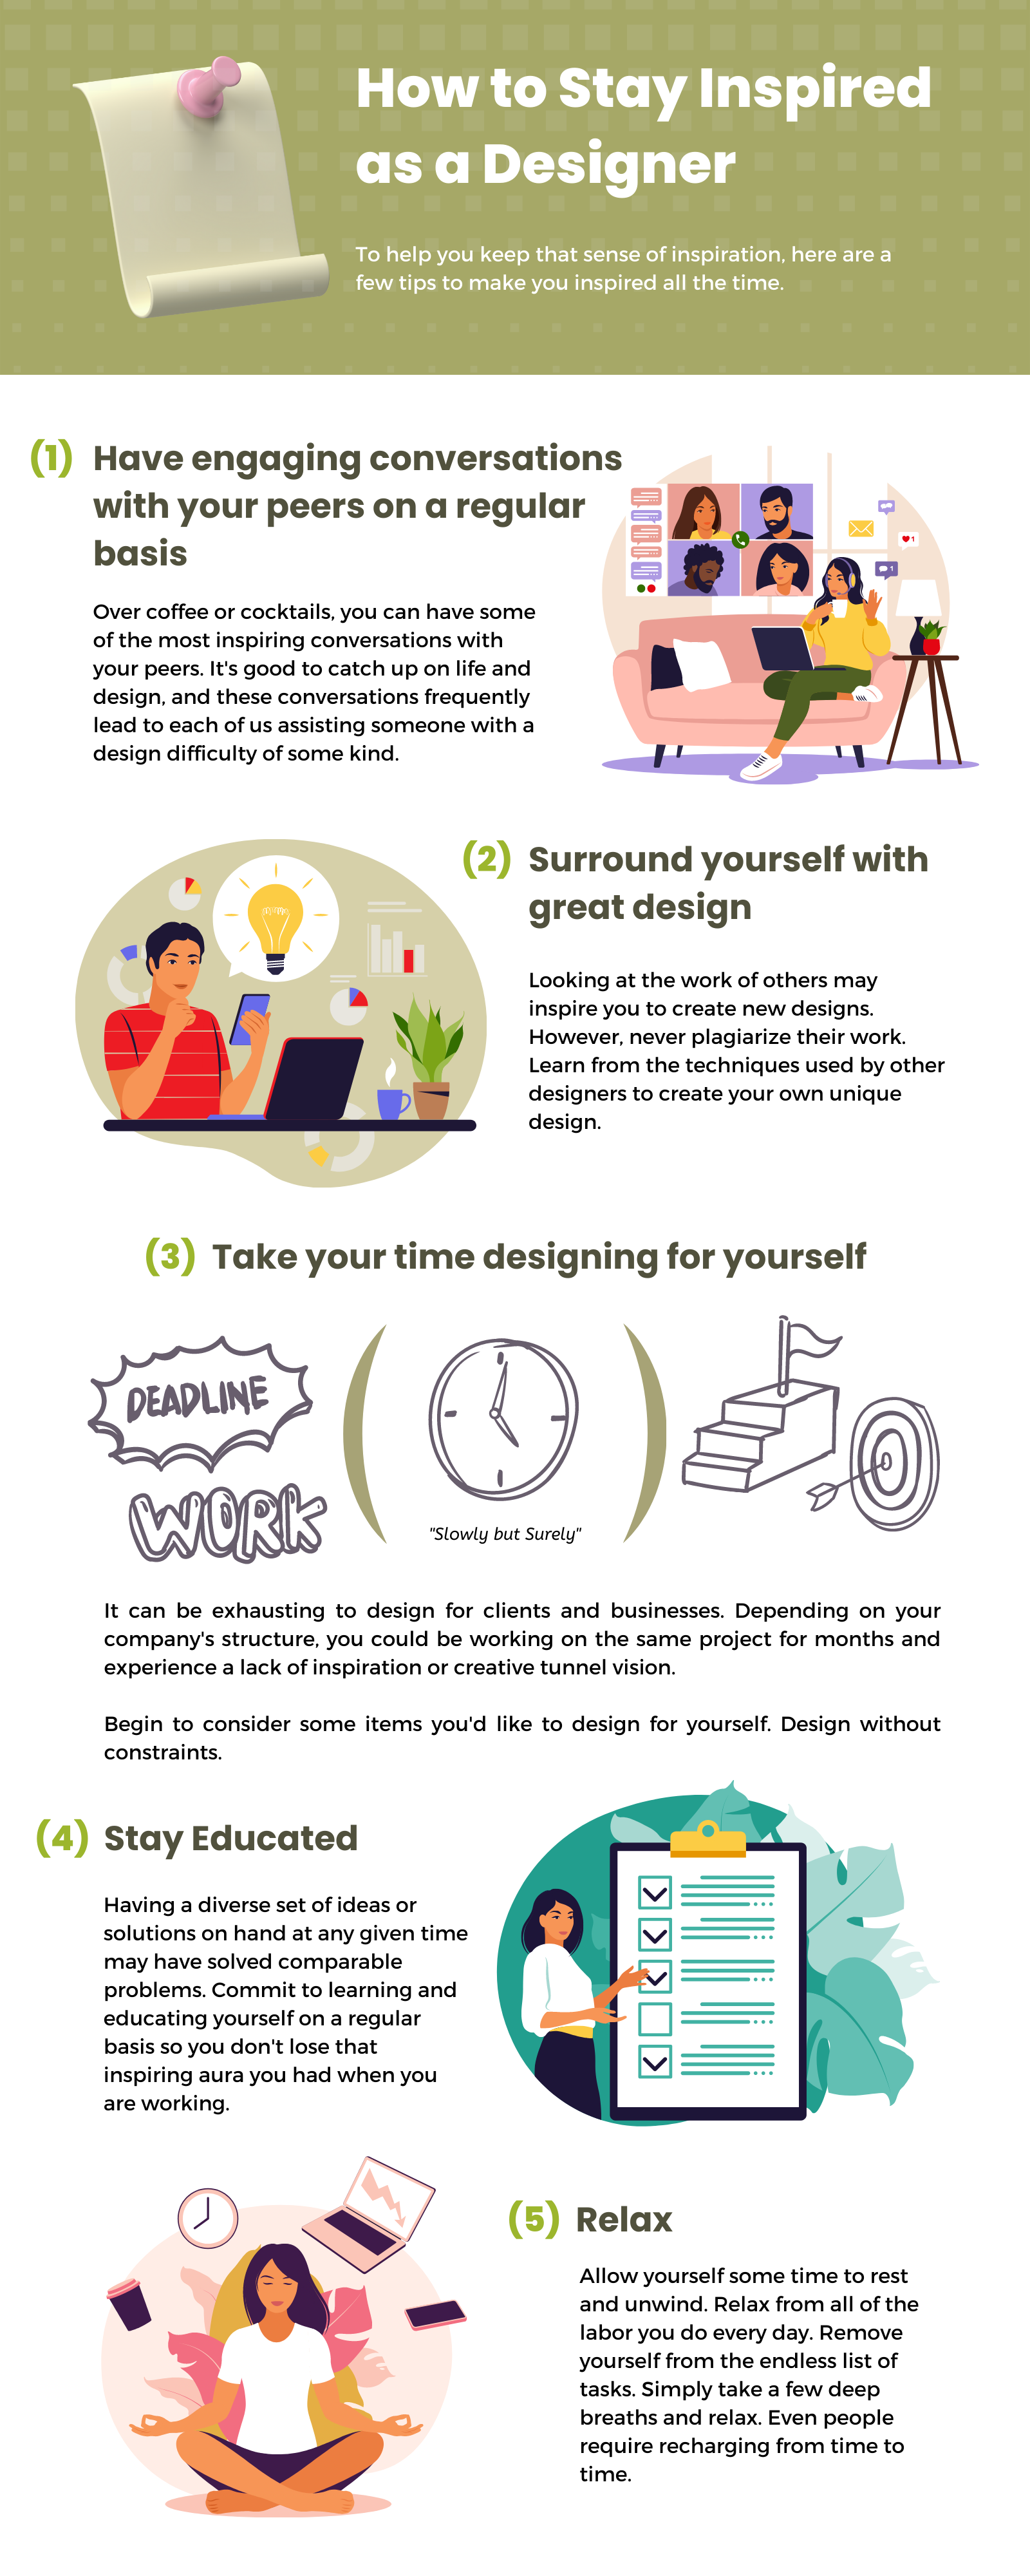 How to Stay Inspired
as a Designer
To help you keep that sense of inspiration, here are a
few tips to make you inspired all the time.
(1) Have engaging conversations
with your peers on a regular
basis
Over coffee or cocktails, you can have some
of the most inspiring conversations with
your peers. It's good to catch up on life and
design, and these conversations frequently
lead to each of us assisting someone with a
design difficulty of some kind.
1
1
(2) Surround yourself with
great design
Looking at the work of others may
inspire you to create new designs.
However, never plagiarize their work.
Learn from the techniques used by other
designers to create your own unique
design.
(3) Take your time designing for yourself
DEADLINE
WORK
"Slowly but Surely"
It can be exhausting to design for clients and businesses. Depending on your
company's structure, you could be working on the same project for months and
experience a lack of inspiration or creative tunnel vision.
Begin to consider some items you'd like to design for yourself. Design without
constraints.
(4) Stay Educated
Having a diverse set of ideas or
solutions on hand at any given time
may have solved comparable
problems. Commit to learning and
educating yourself on a regular
basis so you don't lose that
inspiring aura you had when you
are working.
(5) Relax
Allow yourself some time to rest
and unwind. Relax from all of the
labor you do every day. Remove
yourself from the endless list of
tasks. Simply take a few deep
breaths and relax. Even people
require recharging from time to
time.